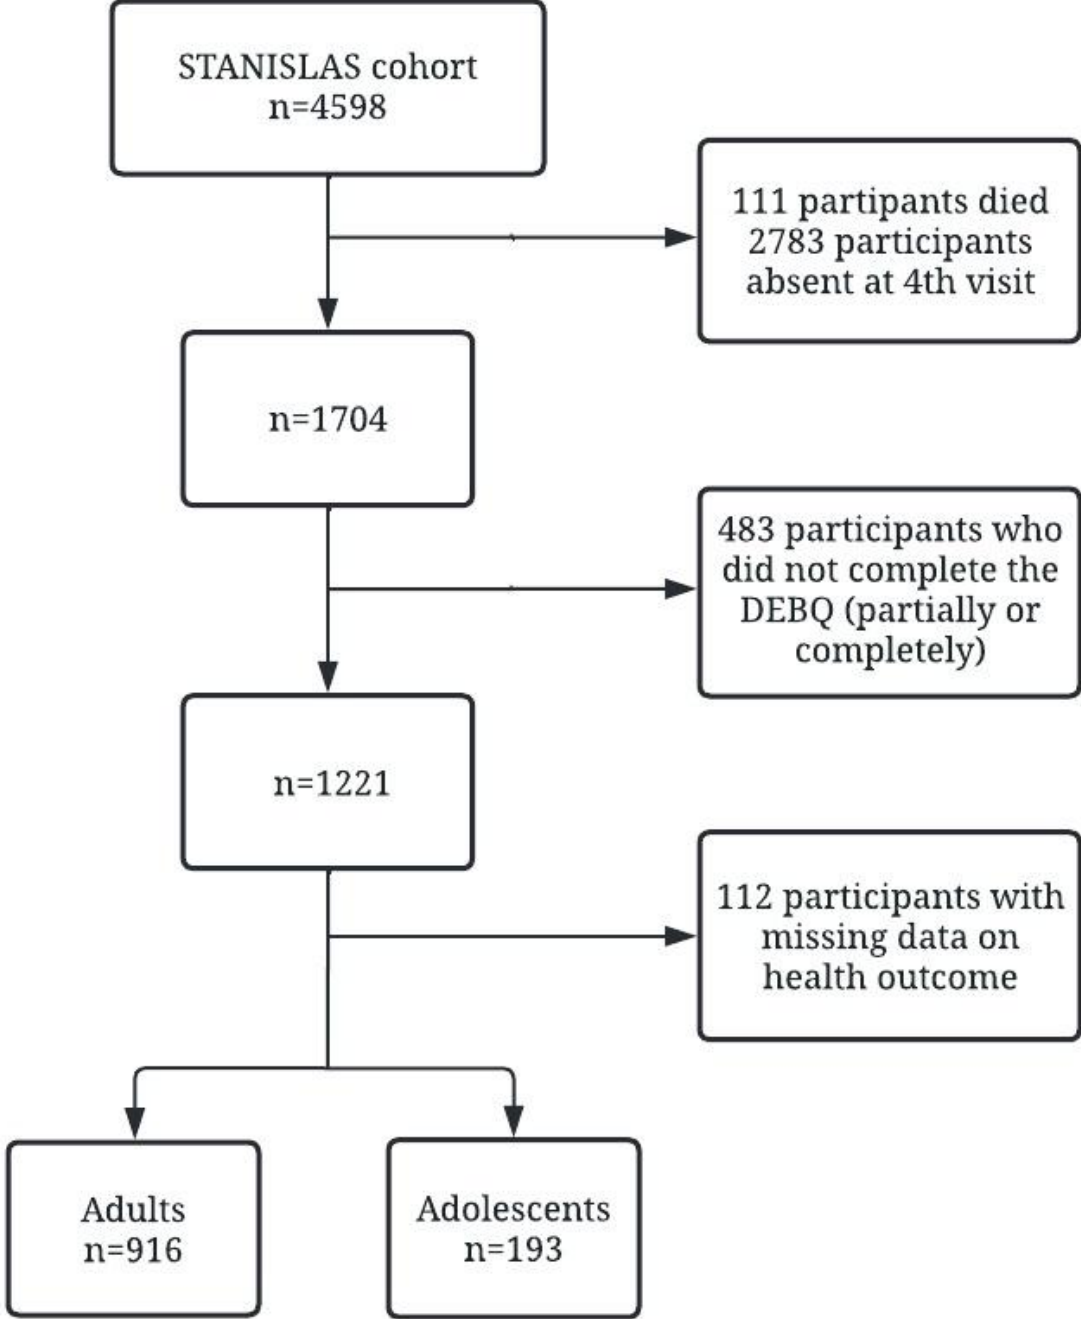 STANISLAS cohort
n=4598
111 partipants died
2783 participants
absent at 4th visit
n=1704
483 participants who
did not complete the
DEBQ (partially or
completely)
n=1221
112 participants with
missing data on
health outcome
Adults
n=916
Adolescents
n=193